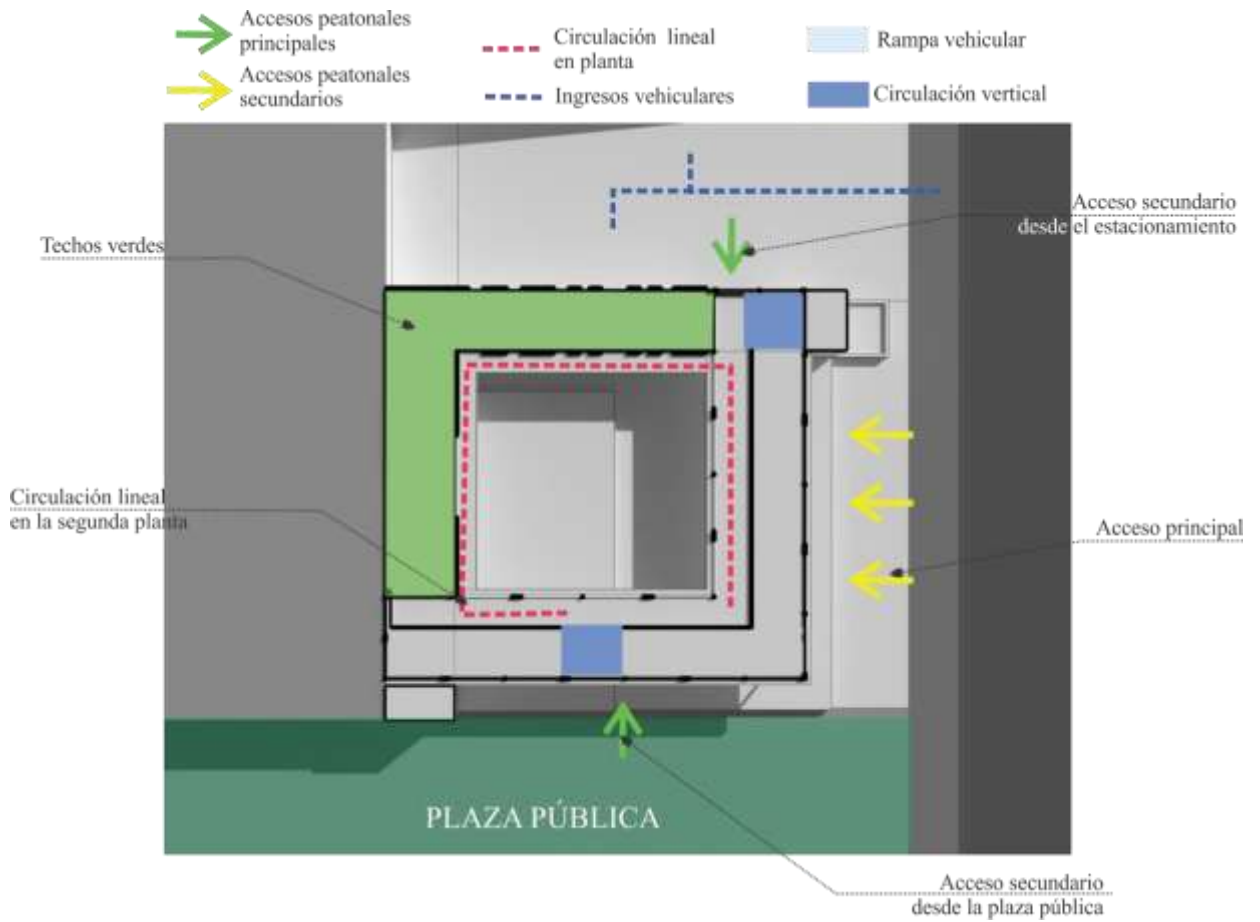 Accesos peatonales
principales
Accesos peatonales
secundarios
Circulación lineal
en planta
Ingresos vehiculares
Rampa vehicular
Circulación vertical
Acceso secundario
desde el estacionamiento
Techos verdes
Circulación lineal
en la segunda planta
Acceso principal
PLAZA PÚBLICA
Acceso secundario
desde la plaza pública